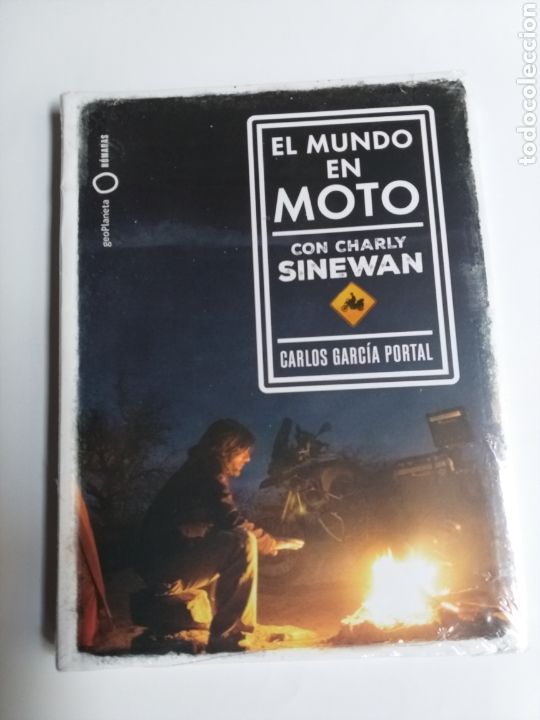 EL MUNDO
EN
MOTO
CON CHARLY
SINEWAN
CARLOS GARCÍA PORTAL
geoPlaneta
NÓMADAS
todocoleccion